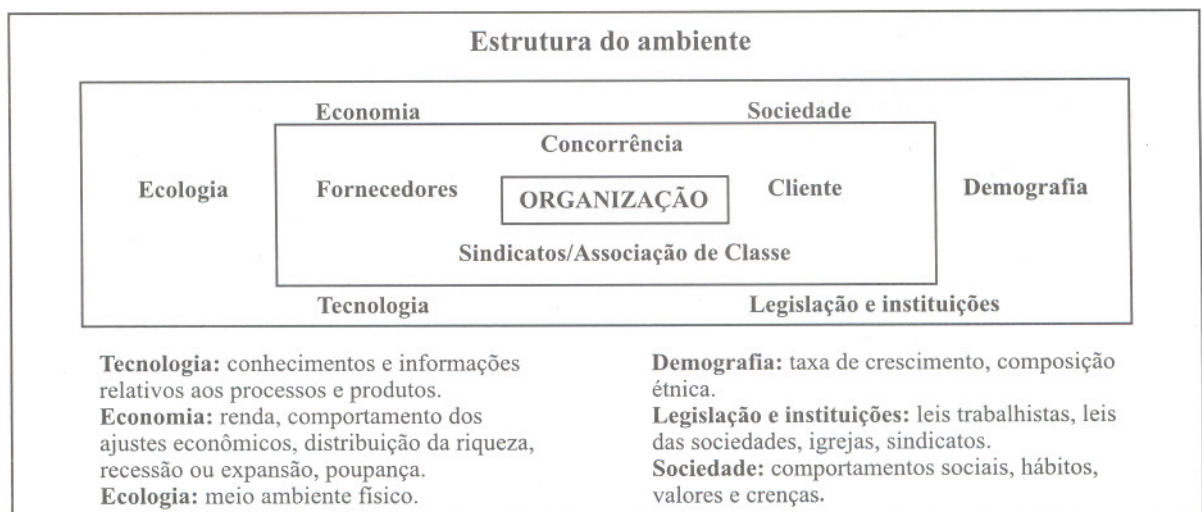 Estrutura do ambiente
Economia Sociedade
Concorrência
Ecologia Fornecedores ORGANIZAÇÃO Cliente Demografia
Sindicatos/Associação de Classe
Tecnologia Legislação e instituições
Tecnologia: conhecimentos e informações
relativos aos processos e produtos.
Economia: renda, comportamento dos
ajustes econômicos, distribuição da riqueza,
recessão ou expansão, poupança.
Ecologia: meio ambiente físico.
Demografia: taxa de crescimento, composição
étnica.
Legislação e instituições: leis trabalhistas, leis
das sociedades, igrejas, sindicatos.
Sociedade: comportamentos sociais, hábitos,
valores e crenças.